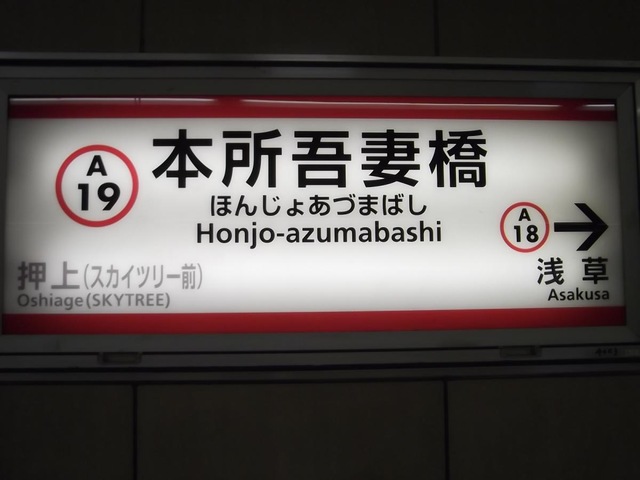 A
19
本所吾妻橋
ほんじょあづまばし
Honjo-azumabashi
A
18
押上(スカイツリー前)
Oshiage(SKYTREE)
浅草
Asakusa